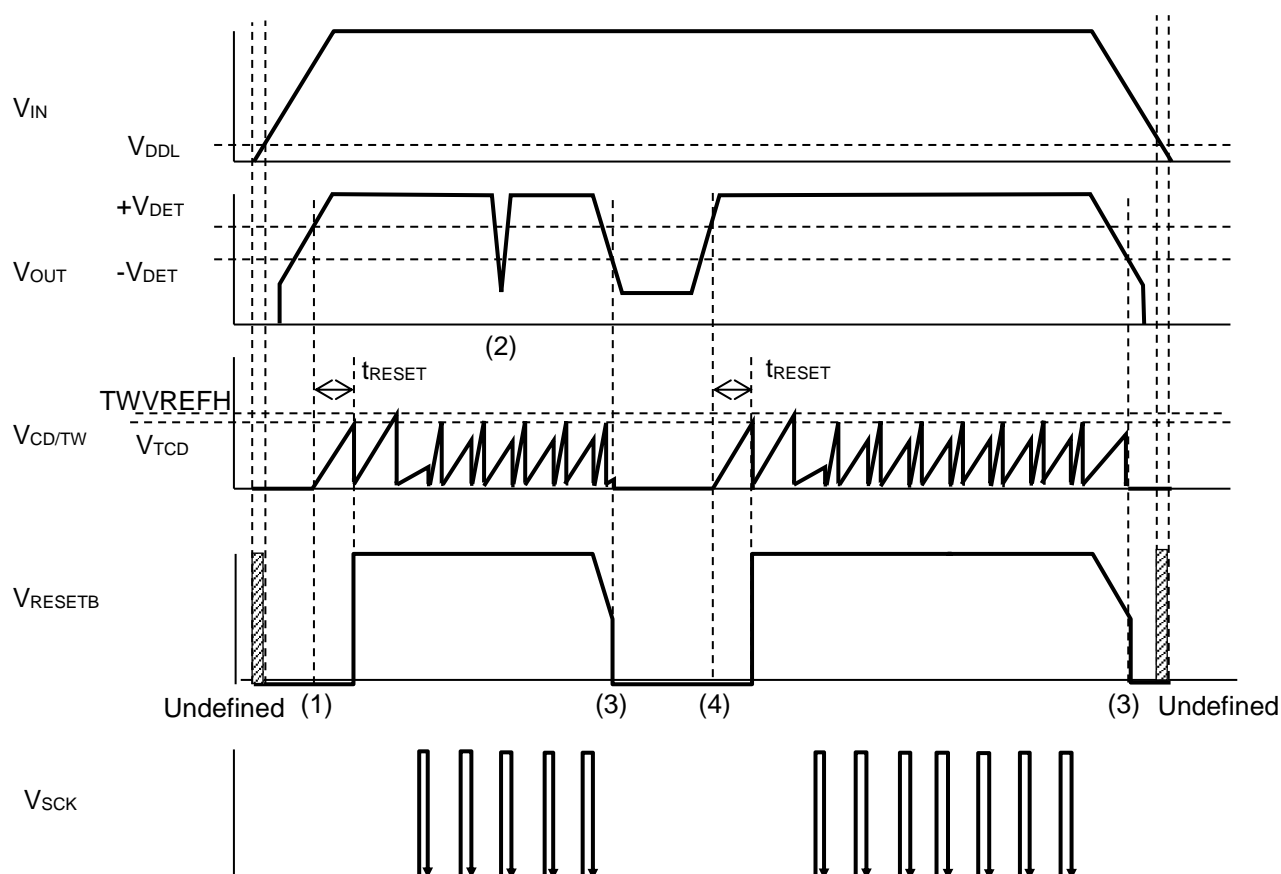 VIN
VDDL
+VDET
VOUT -VDET
(2)
tRESET tRESET
TWVREFH
VCD/TW
VTCD
VRESETB
Undefined (1) (3) (4) (3) Undefined
VSCK